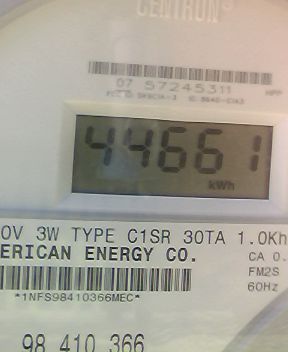 CENTRON®
07 57245311
44661
kWh
0V 3W TYPE C1SR 30TA 1.0Kh
ERICAN ENERGY CO.
CA 0.
FM2S
*1NFS98410366MEC*
60Hz
98 410 366